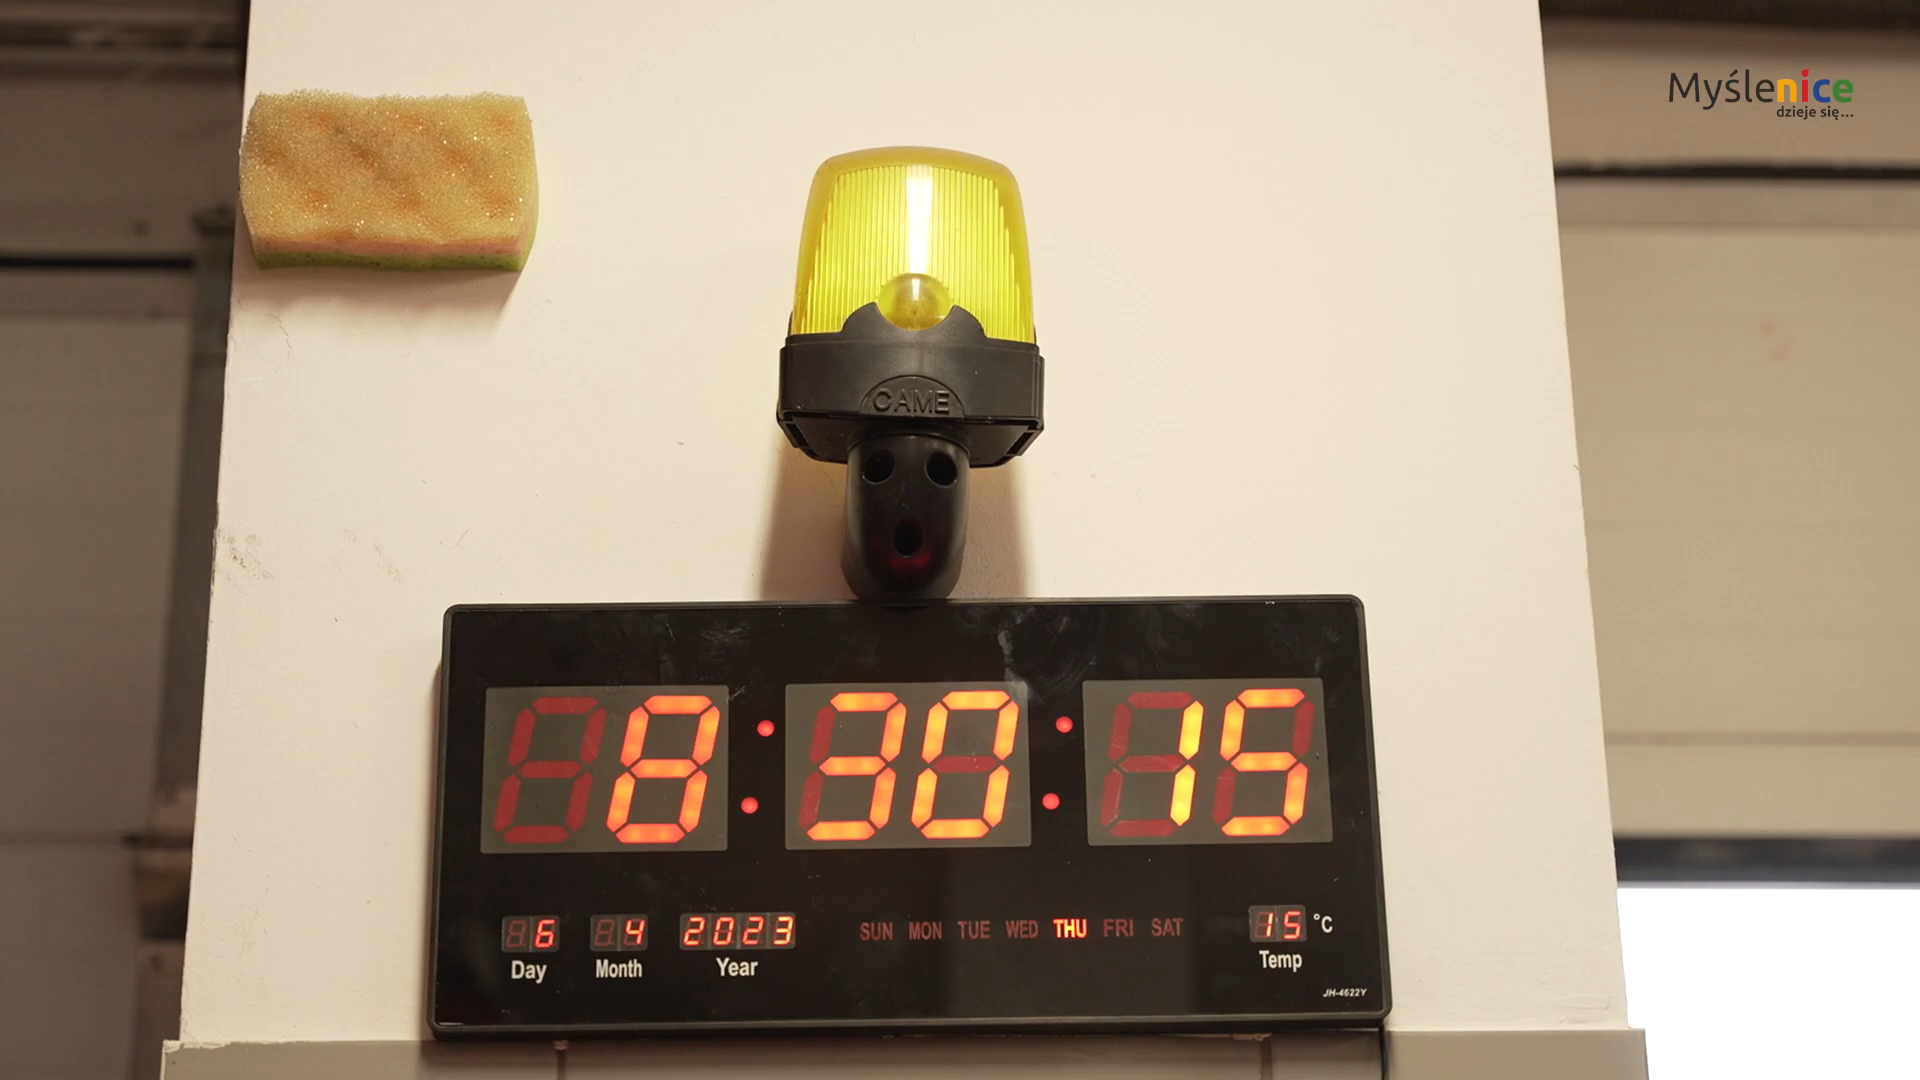 Myślenice
dzieje się...
CAME
8:30:15
6 4 2023 SUN MON TUE WED THU FRI SAT 15 °C
Day Month Year Temp
JH-4622Y